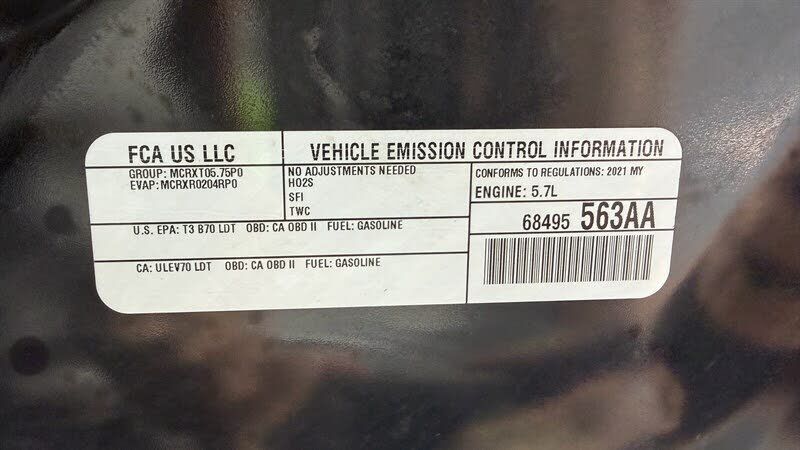 FCA US LLC
VEHICLE EMISSION CONTROL INFORMATION
GROUP: MCRXT05.75P0
EVAP: MCRXR0204RP0
NO ADJUSTMENTS NEEDED
HO2S
SFI
TWC
CONFORMS TO REGULATIONS: 2021 MY
ENGINE: 5.7L
U.S. EPA: T3 B70 LDT OBD: CA OBD II FUEL: GASOLINE
CA: ULEV70 LDT OBD: CA OBD II FUEL: GASOLINE
68495 563AA